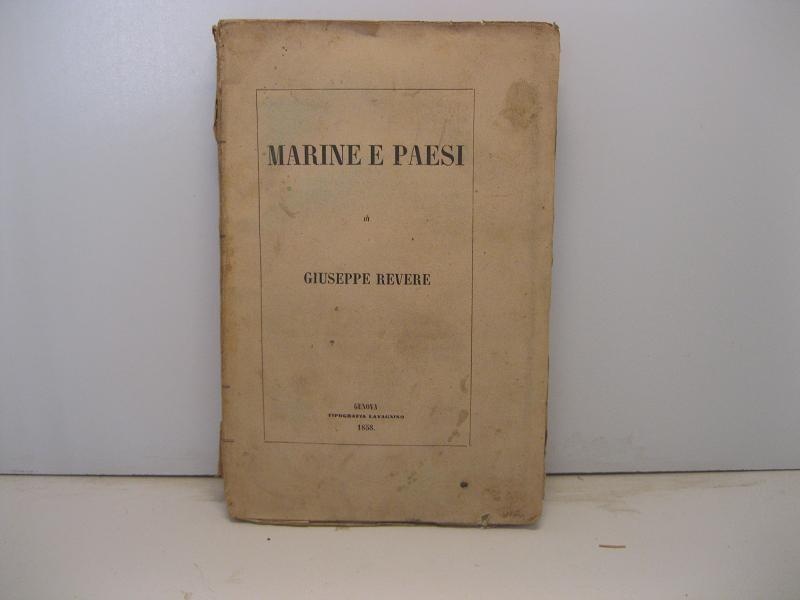 MARINE E PAESI
di
GIUSEPPE REVERE
GENOVA
TIPOGRAFIA LAVAGNINO
1858.